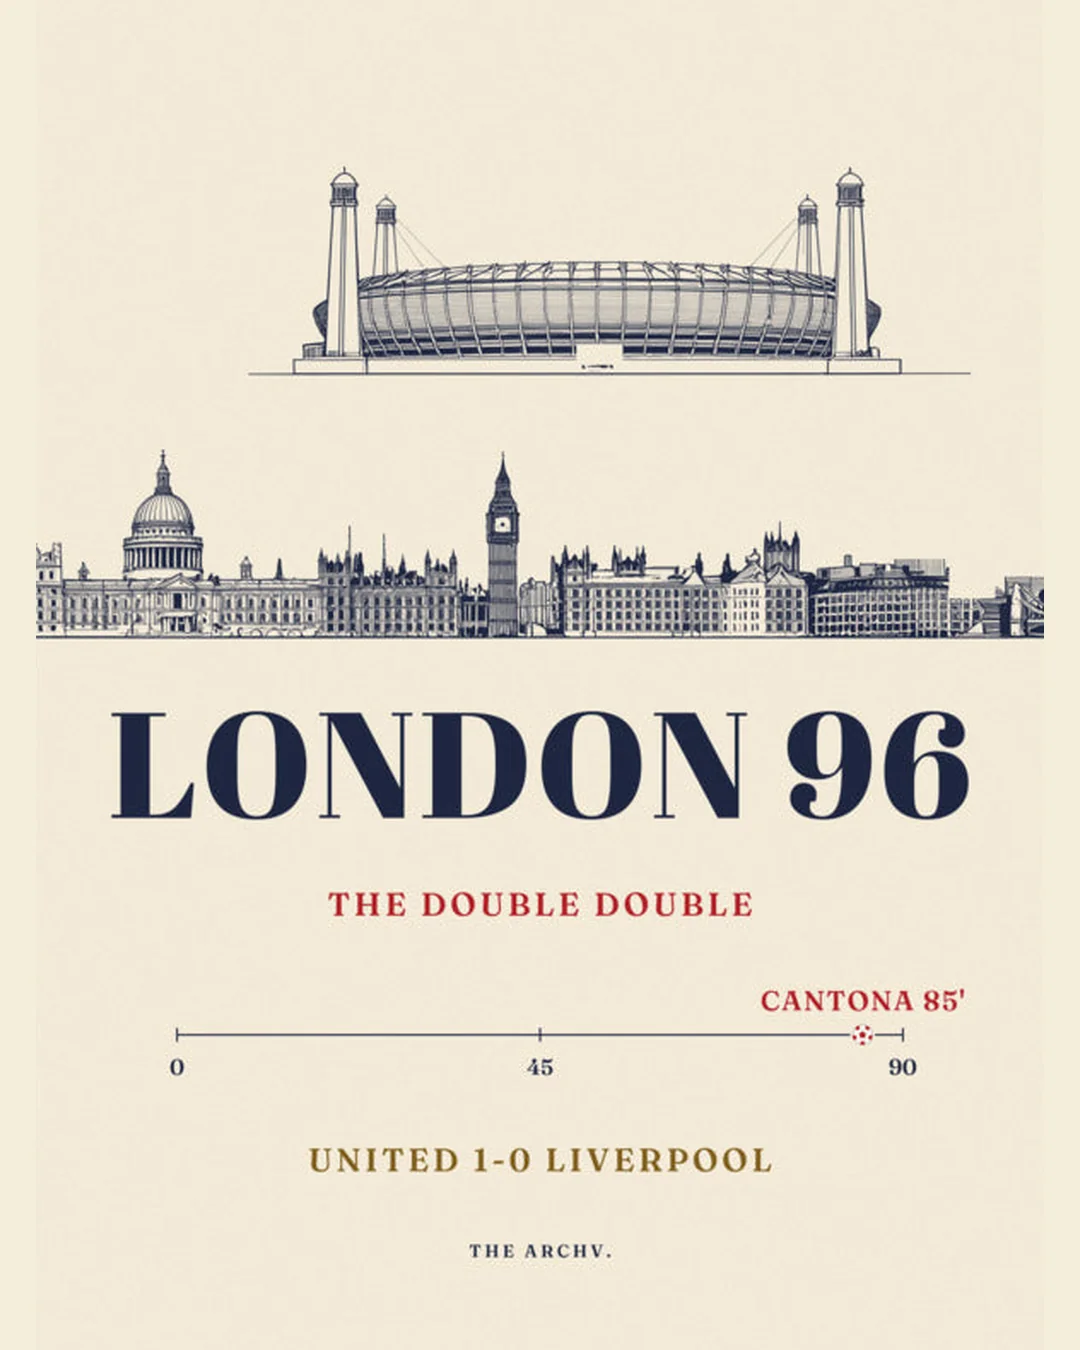 LONDON 96
THE DOUBLE DOUBLE
CANTONA 85'
0 45 90
UNITED 1-0 LIVERPOOL
THE ARCHV.